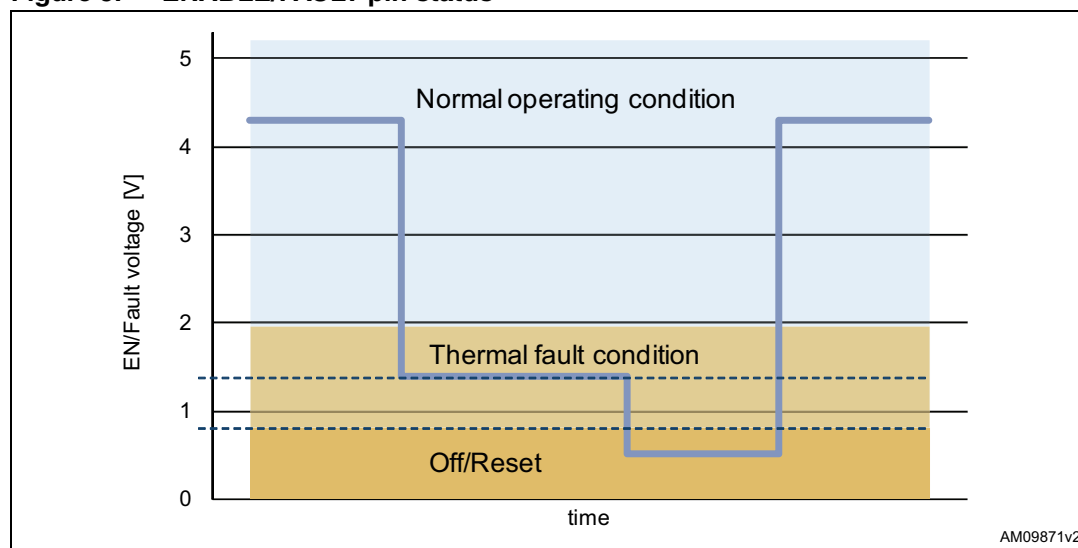 5
Normal operating condition
4
3
2
Thermal fault condition
1
Off/Reset
0
EN/Fault voltage [V]
time
AM09871v2